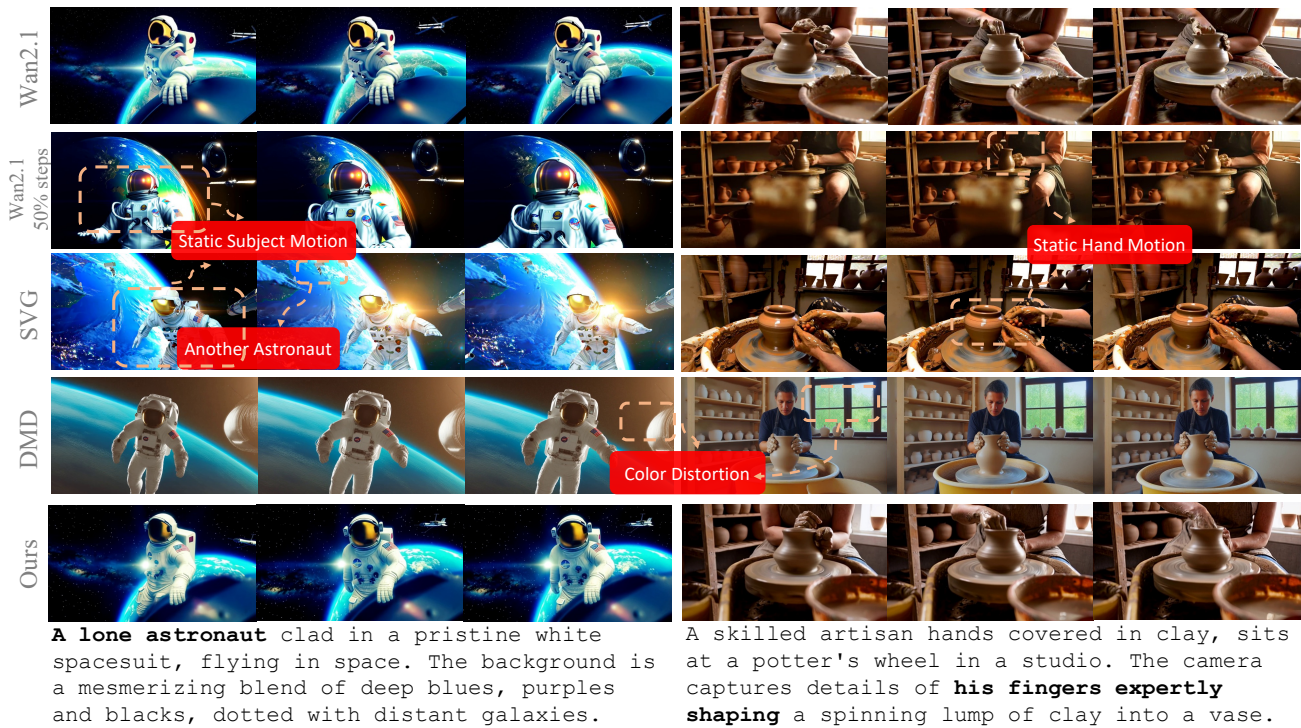 Wan2.1
Wan2.1
50% steps
Static Subject Motion
Static Hand Motion
SVG
Another Astronaut
DMD
Color Distortion
Ours
A lone astronaut clad in a pristine white
spacesuit, flying in space. The background is
a mesmerizing blend of deep blues, purples
and blacks, dotted with distant galaxies.
A skilled artisan hands covered in clay, sits
at a potter's wheel in a studio. The camera
captures details of his fingers expertly
shaping a spinning lump of clay into a vase.